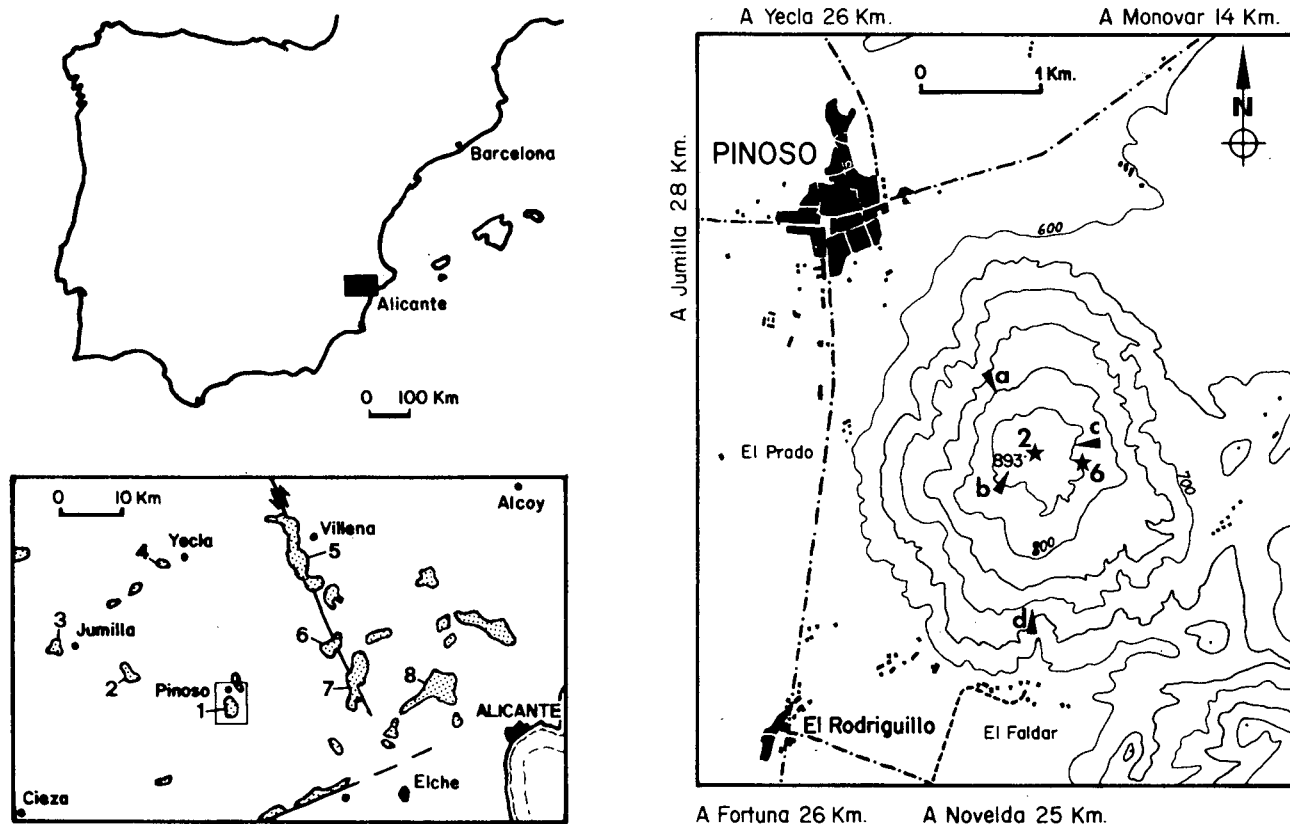 Barcelona
Alicante
0 100 Km
0 10 Km
Alcoy
Villena
Yecla
4
5
3
Jumilla
6
2
Pinoso
1
7
8
ALICANTE
Elche
Cieza
A Yecla 26 Km.
A Monovar 14 Km.
0 1 Km.
N
PINOSO
A Jumilla 28 Km.
600
a
2
c
El Prado
893
6
b
700
800
d
El Rodriguillo
El Faldar
A Fortuna 26 Km.
A Novelda 25 Km.